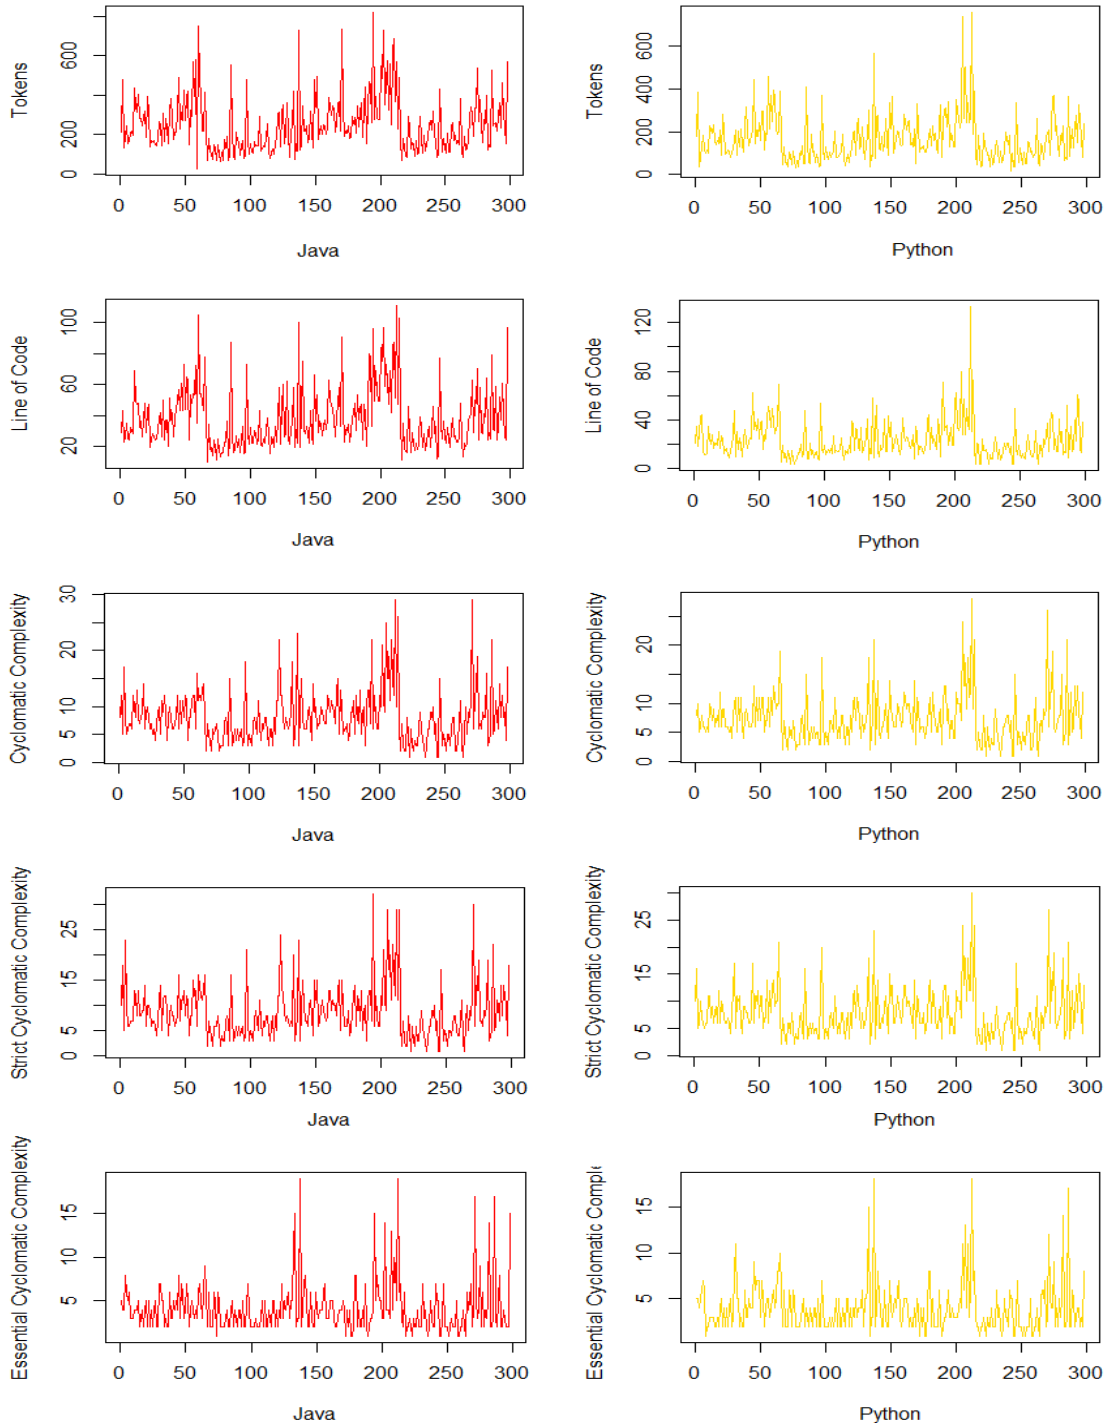 Tokens
0 200 600
0 50 100 150 200 250 300
Java
Tokens
0 200 400 600
0 50 100 150 200 250 300
Python
Line of Code
20 60 100
0 50 100 150 200 250 300
Java
Line of Code
0 40 80 120
0 50 100 150 200 250 300
Python
Cyclomatic Complexity
0 5 10 20 30
0 50 100 150 200 250 300
Java
Cyclomatic Complexity
0 5 10 20
0 50 100 150 200 250 300
Python
Strict Cyclomatic Complexity
0 5 15 25
0 50 100 150 200 250 300
Java
Strict Cyclomatic Complexity
0 5 15 25
0 50 100 150 200 250 300
Python
Essential Cyclomatic Complexity
5 10 15
0 50 100 150 200 250 300
Java
Essential Cyclomatic Comple
5 10 15
0 50 100 150 200 250 300
Python